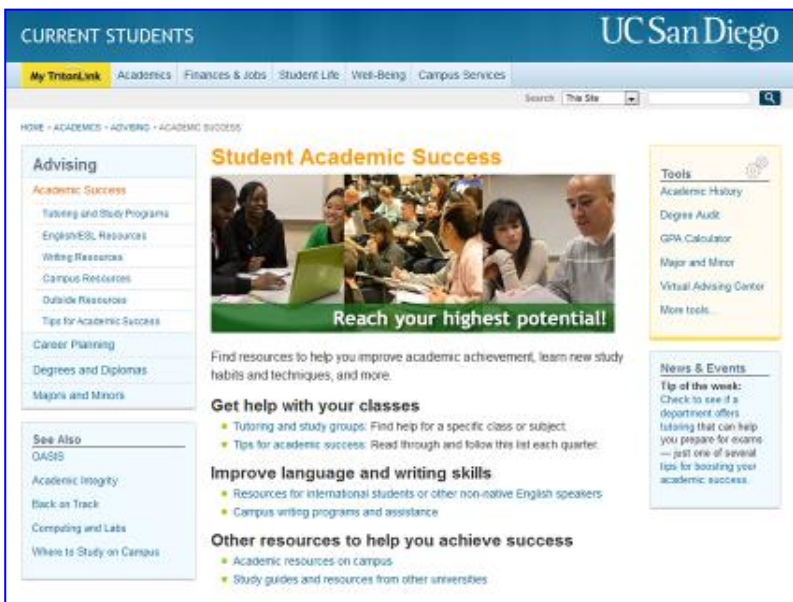 CURRENT STUDENTS
UC San Diego
My TritonLink Academics Finances & Jobs Student Life Well-Being Campus Services
Search This Site
HOME ADVISING ACADEMICS ACADEMIC SUCCESS
Advising
Academic Success
Tutoring and Study Programs
English/ESL Resources
Writing Resources
Campus Resources
Outside Resources
Tips for Academic Success
Career Planning
Degrees and Diplomas
Majors and Minors
See Also
OASIS
Academic Integrity
Back on Track
Computing and Labs
Where to Study on Campus
Student Academic Success
Reach your highest potential!
Find resources to help you improve academic achievement, learn new study
habits and techniques, and more.
Get help with your classes
Tutoring and study groups: Find help for a specific class or subject.
Tips for academic success: Read through and follow this list each quarter.
Improve language and writing skills
Resources for international students or other non-native English speakers
Campus writing programs and assistance
Other resources to help you achieve success
Academic resources on campus
Study guides and resources from other universities
Tools
Academic History
Degree Audit
GPA Calculator
Major and Minor
Virtual Advising Center
More tools...
News & Events
Tip of the week:
Check to see if a
department offers
tutoring that can help
you prepare for exams
— just one of several
tips for boosting your
academic success.